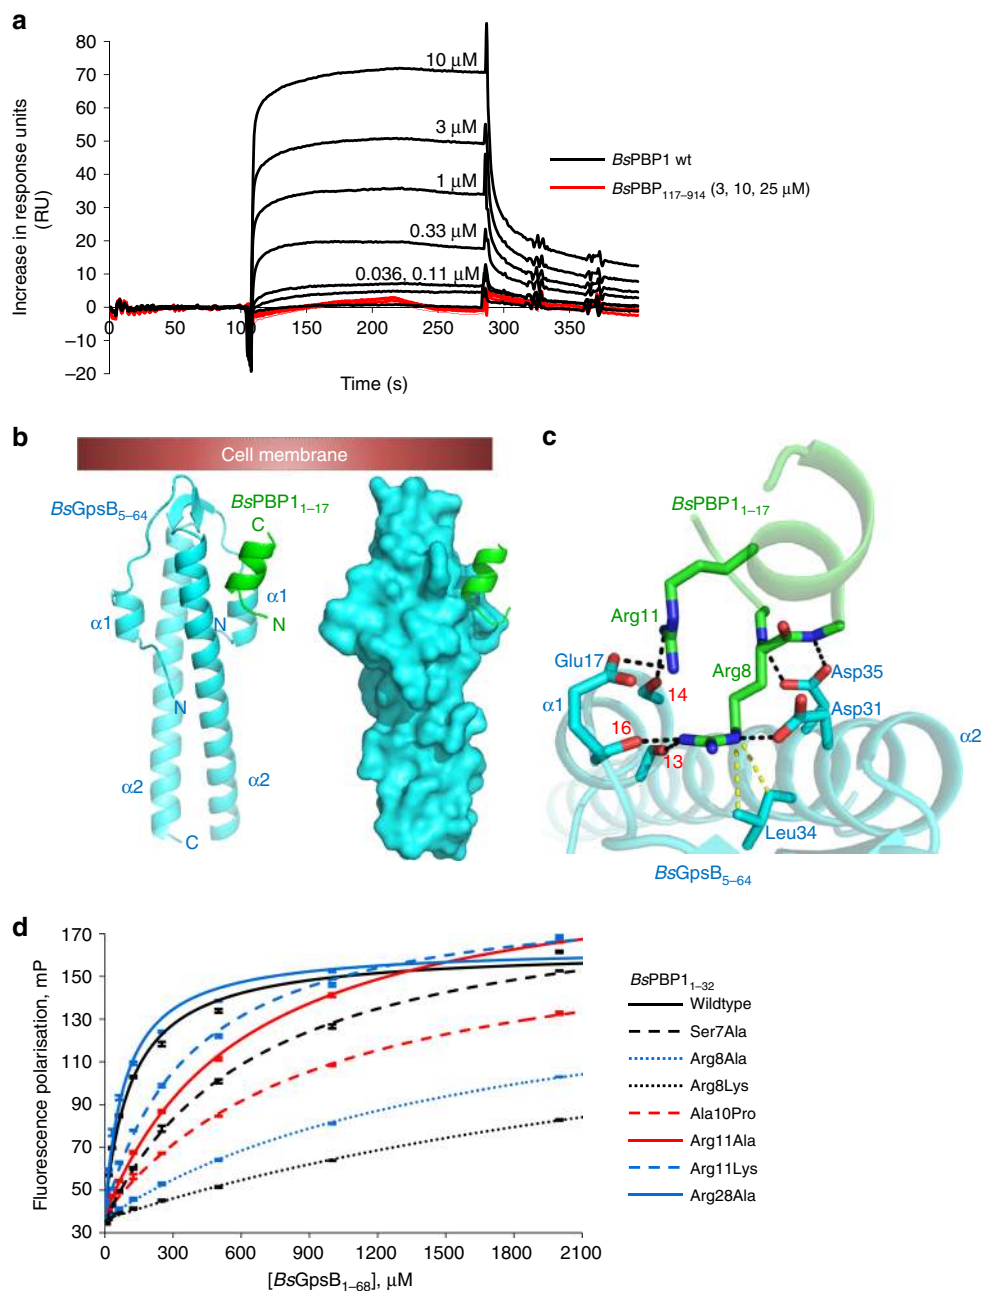 a
80
70
60
50
40
30
20
10
0
–10
–20
Increase in response units
(RU)
0 50 100 150 200 250 300 350
Time (s)
10 µM
3 µM
1 µM
0.33 µM
0.036, 0.11 µM
BsPBP1 wt
BsPBP117–914 (3, 10, 25 µM)
b
Cell membrane
BsGpsB5–64
BsPBP11–17
C
α1
N
α1
N
N
α2
α2
C
c
BsPBP11–17
Arg11
Glu17
Arg8
Asp35
14
Asp31
α1
16
α2
13
Leu34
BsGpsB5–64
d
170
150
130
110
90
70
50
30
Fluorescence polarisation, mP
0 300 600 900 1200 1500 1800 2100
[BsGpsB1–68], µM
BsPBP11–32
Wildtype
Ser7Ala
Arg8Ala
Arg8Lys
Ala10Pro
Arg11Ala
Arg11Lys
Arg28Ala